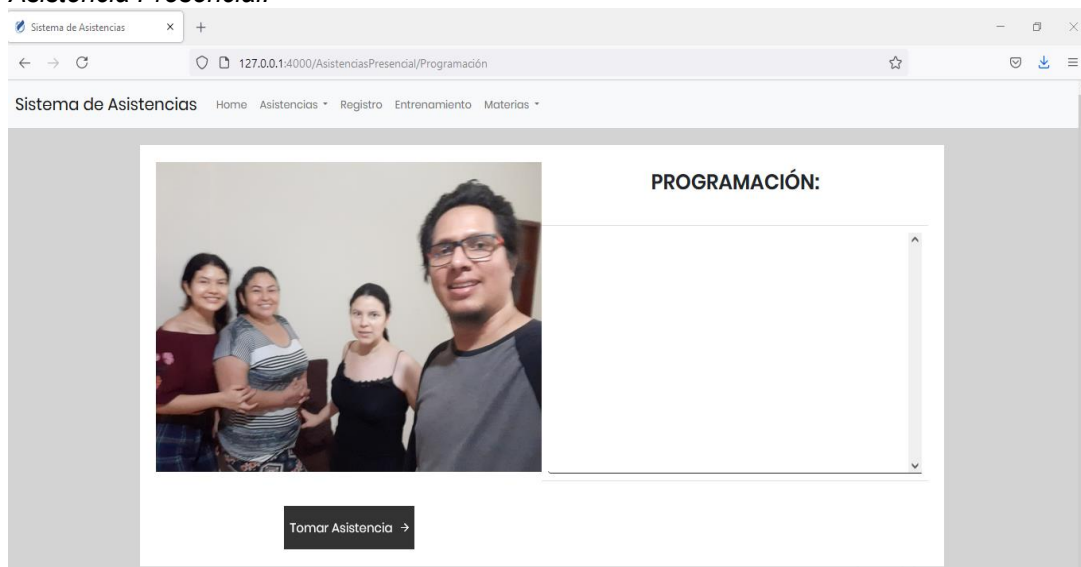 Asistencia Presencial.
Sistema de Asistencias
127.0.0.1:4000/AsistenciasPresencial/Programación
Sistema de Asistencias Home Asistencias Registro Entrenamiento Materias
PROGRAMACIÓN:
Tomar Asistencia →